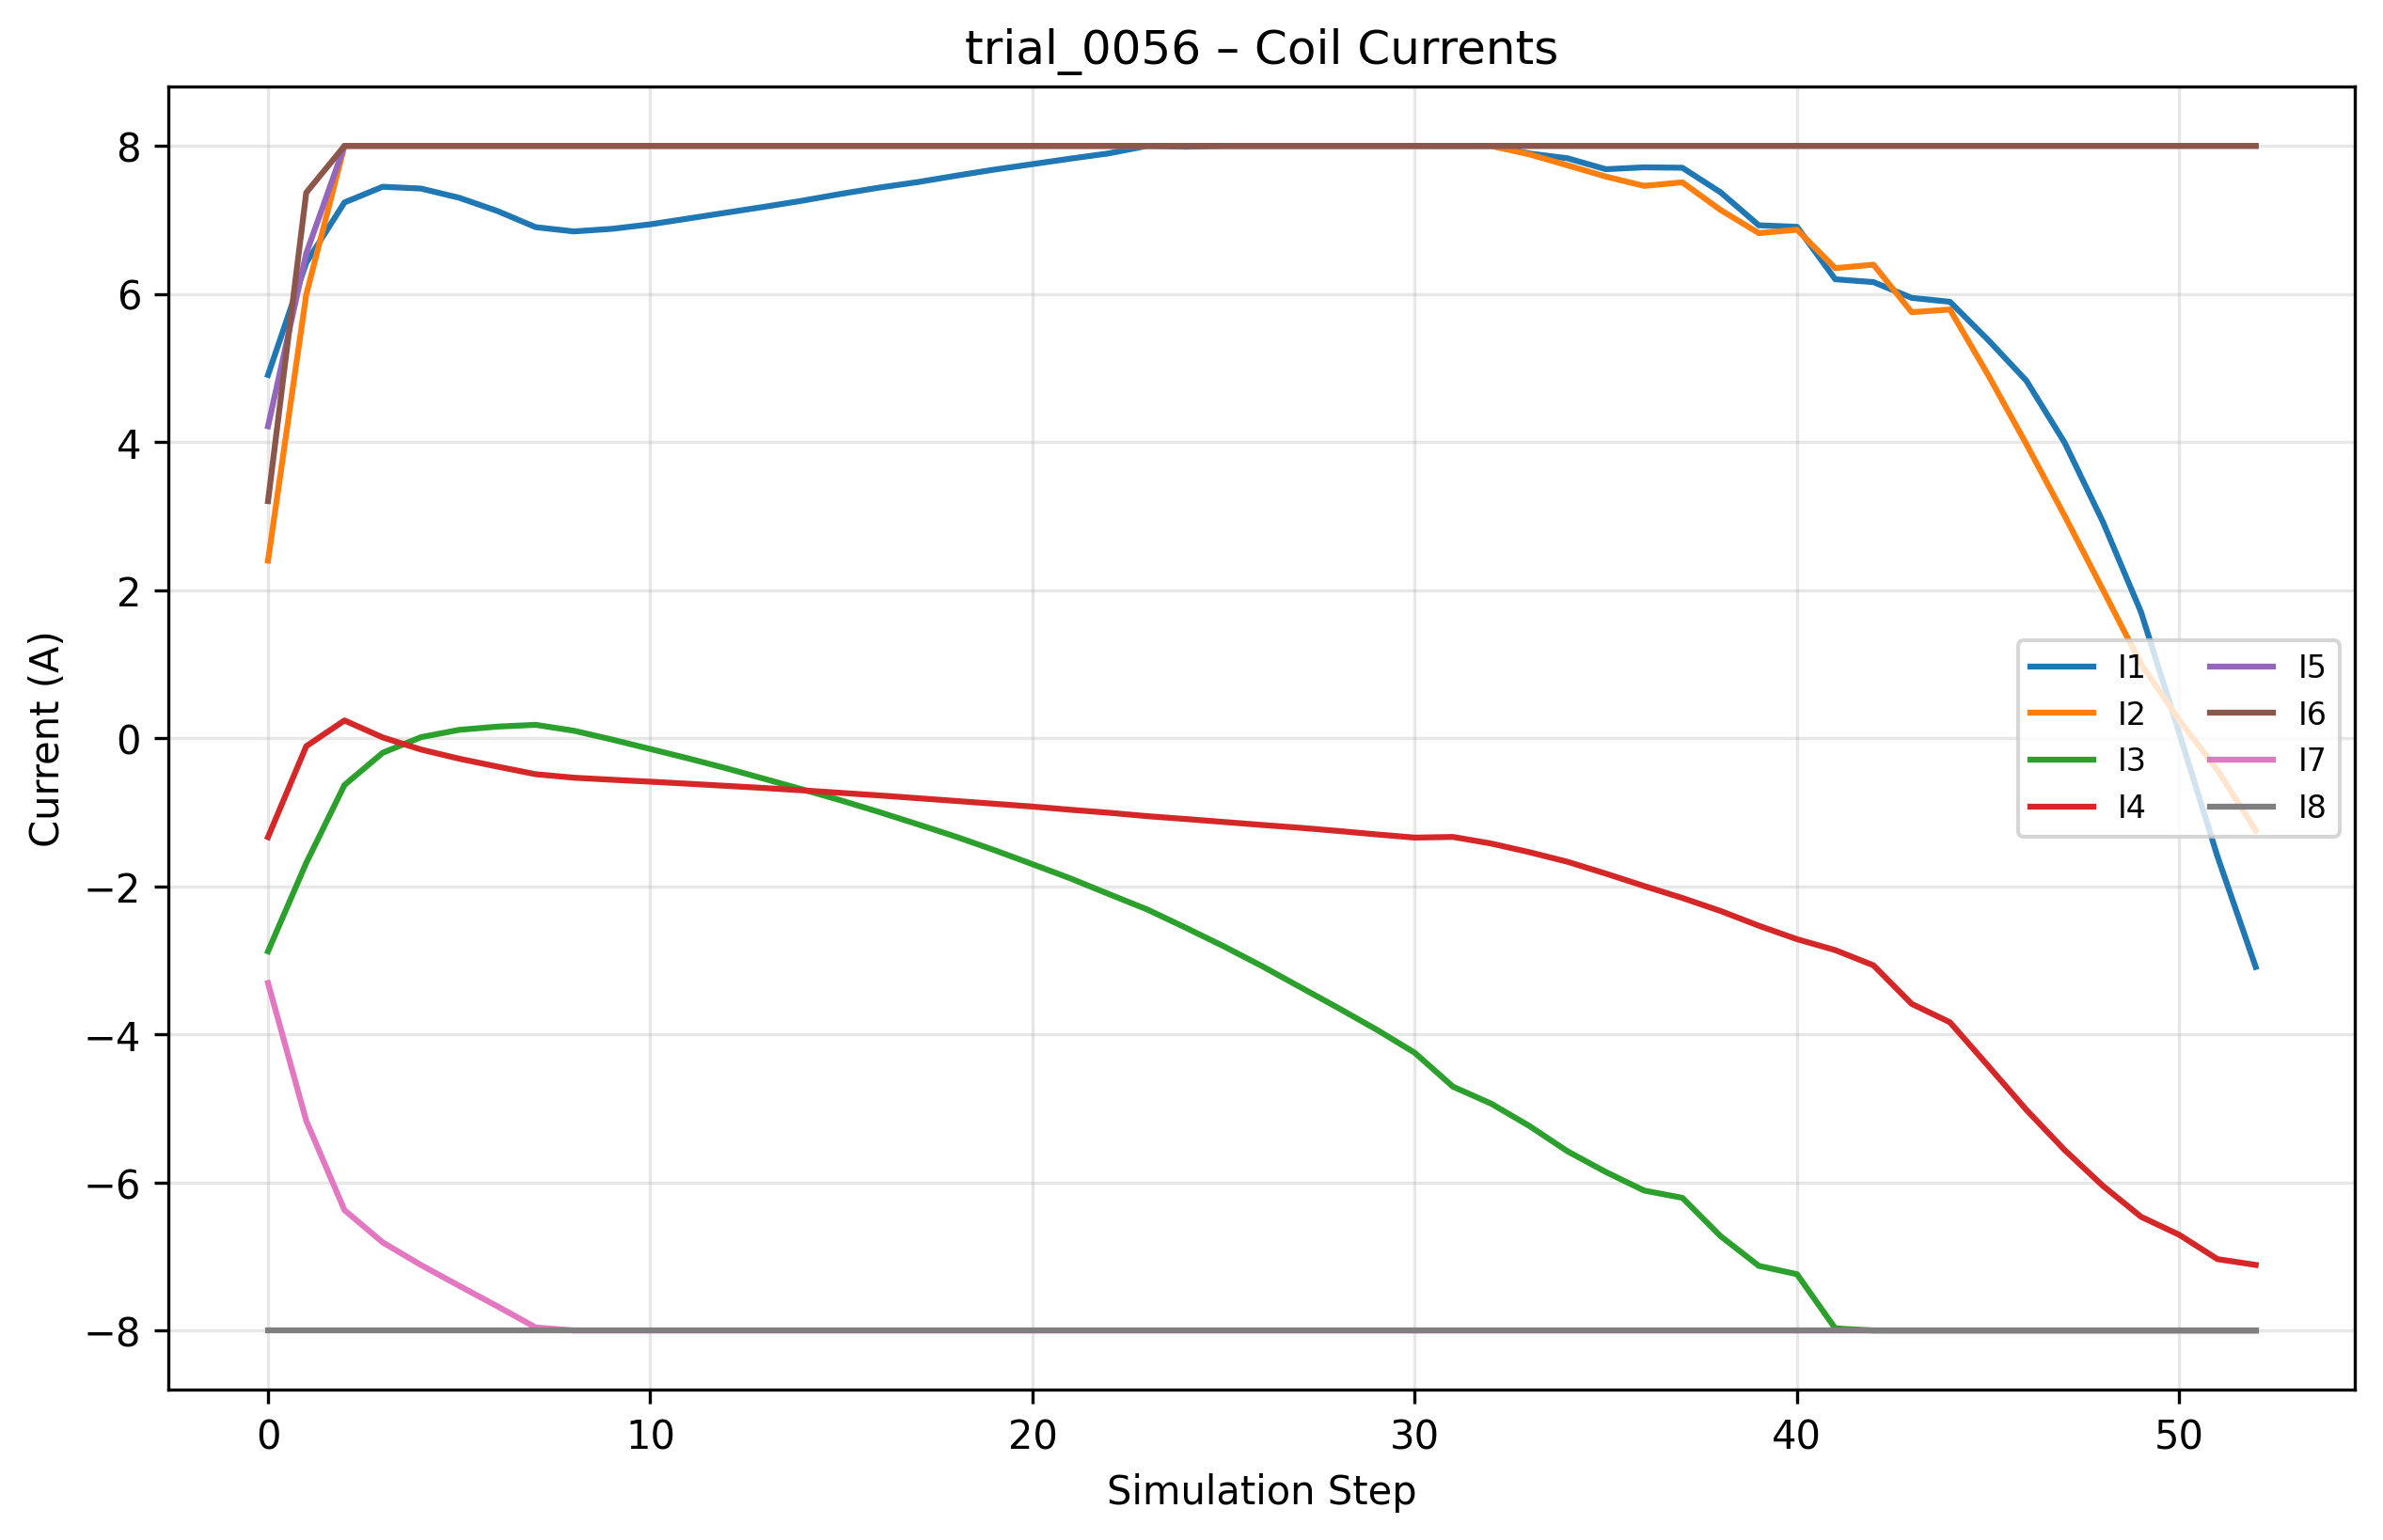 trial_0056 – Coil Currents
Current (A)
8
6
4
2
0
−2
−4
−6
−8
I1
I2
I3
I4
I5
I6
I7
I8
0
10
20
30
40
50
Simulation Step